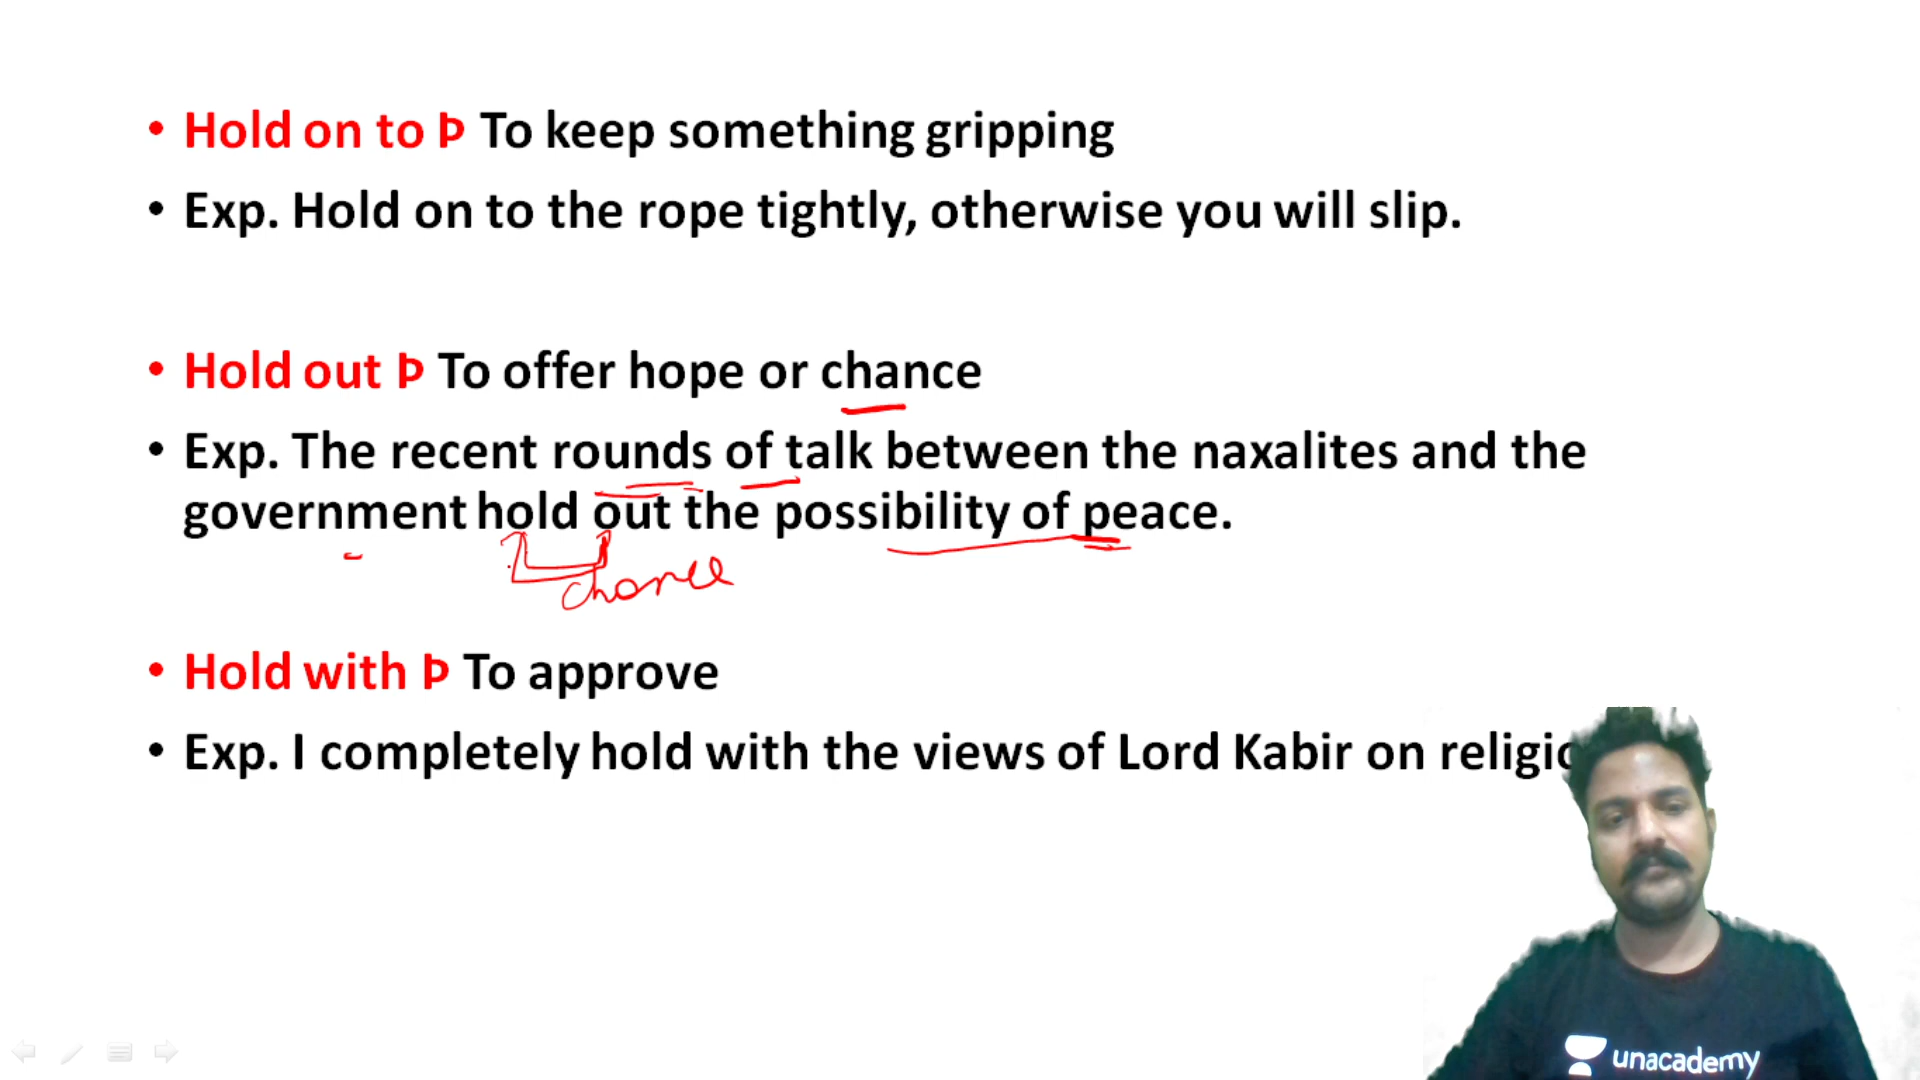 • Hold on to Þ To keep something gripping
• Exp. Hold on to the rope tightly, otherwise you will slip.
• Hold out Þ To offer hope or chance
• Exp. The recent rounds of talk between the naxalites and the
government hold out the possibility of peace.
chance
• Hold with Þ To approve
• Exp. I completely hold with the views of Lord Kabir on
unacademy